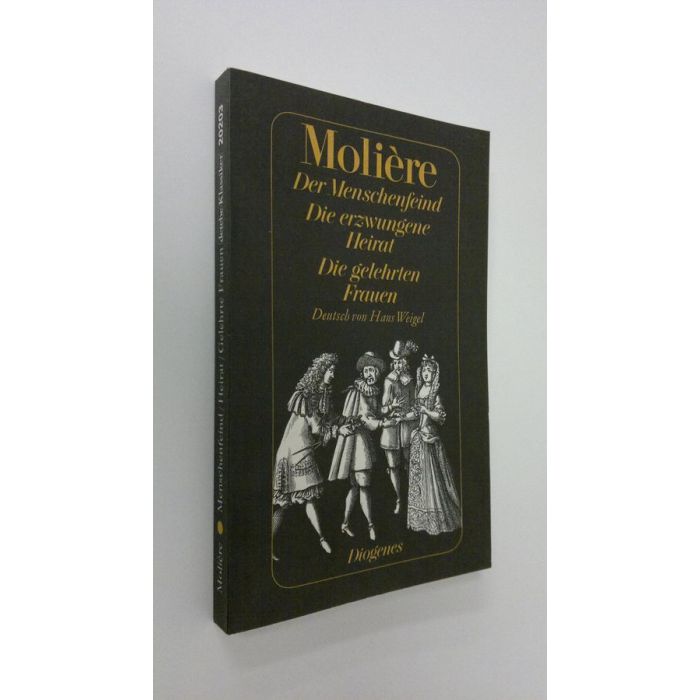 Molière
Der Menschenfeind
Die erzwungene
Heirat
Die gelehrten
Frauen
Deutsch von Hans Weigel
Diogenes
Molière Menschenfeind / Heirat / Gelehrte Frauen detebe Klassiker 20203